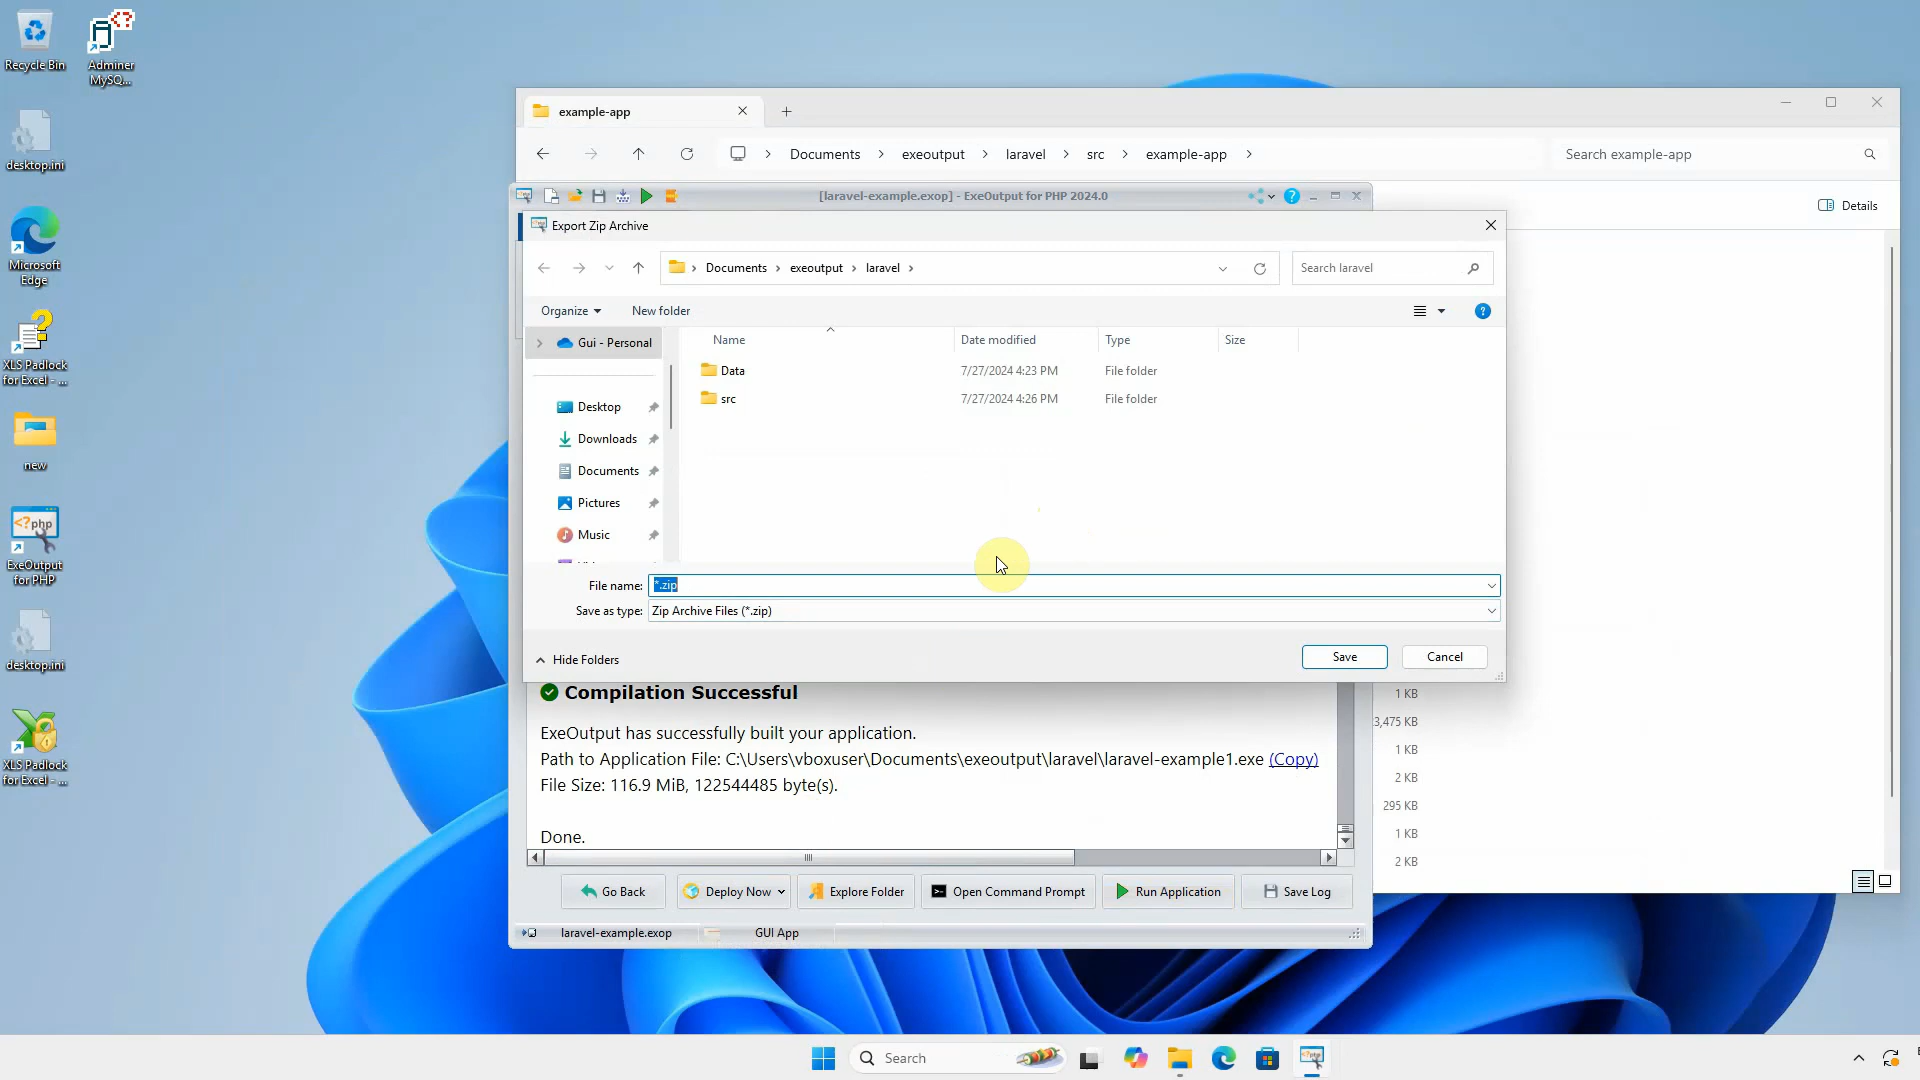 Recycle Bin
Adminer
MySQ...
desktop.ini
Microsoft
Edge
XLS Padlock
for Excel - ...
new
<?php
ExeOutput
for PHP
desktop.ini
XLS Padlock
for Excel - ...
example-app
Documents > exeoutput > laravel > src > example-app >
Search example-app
Details
[laravel-example.exop] - ExeOutput for PHP 2024.0
Export Zip Archive
Documents > exeoutput > laravel >
Search laravel
Organize
New folder
Name
Date modified
Type
Size
Gui - Personal
Data
7/27/2024 4:23 PM
File folder
src
7/27/2024 4:26 PM
File folder
Desktop
Downloads
Documents
Pictures
Music
File name:
*.zip
Save as type:
Zip Archive Files (*.zip)
Hide Folders
Save
Cancel
Compilation Successful
ExeOutput has successfully built your application.
Path to Application File: C:\Users\vboxuser\Documents\exeoutput\laravel\laravel-example1.exe (Copy)
File Size: 116.9 MiB, 122544485 byte(s).
Done.
1 KB
3,475 KB
1 KB
2 KB
295 KB
1 KB
2 KB
Go Back
Deploy Now
Explore Folder
Open Command Prompt
Run Application
Save Log
laravel-example.exop
GUI App
Search